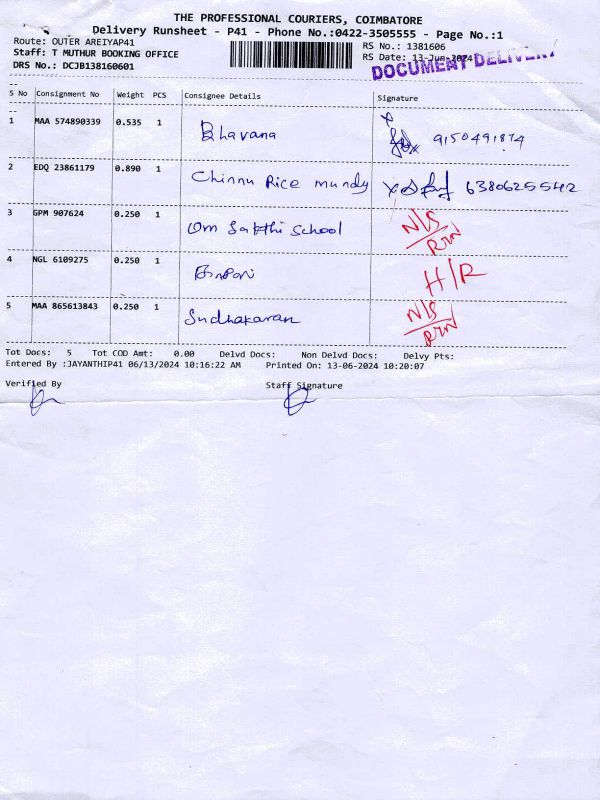 THE PROFESSIONAL COURIERS, COIMBATORE
Delivery Runsheet - P41 - Phone No.:0422-3505555 - Page No.:1
Route: OUTER AREIYAP41
RS No.: 1381606
Staff: T MUTHUR BOOKING OFFICE
RS Date: 13-Jun-2024
DRS No.: DCJB138160601
DOCUMENT DELIVERY
S No Consignment No Weight PCS Consignee Details Signature
1 MAA 574890339 0.535 1 Bhavana 9150491874
2 EDQ 23861179 0.890 1 Chinnu Rice mundy 6380625542
3 GPM 907624 0.250 1 Om Sakthi School N/S RTN
4 NGL 6109275 0.250 1 H/R
5 MAA 865613843 0.250 1 Sudhakaran N/S RTN
Tot Docs: 5 Tot COD Amt: 0.00 Delvd Docs: Non Delvd Docs: Delvy Pts:
Entered By :JAYANTHIP41 06/13/2024 10:16:22 AM Printed On: 13-06-2024 10:20:07
Verified By Staff Signature